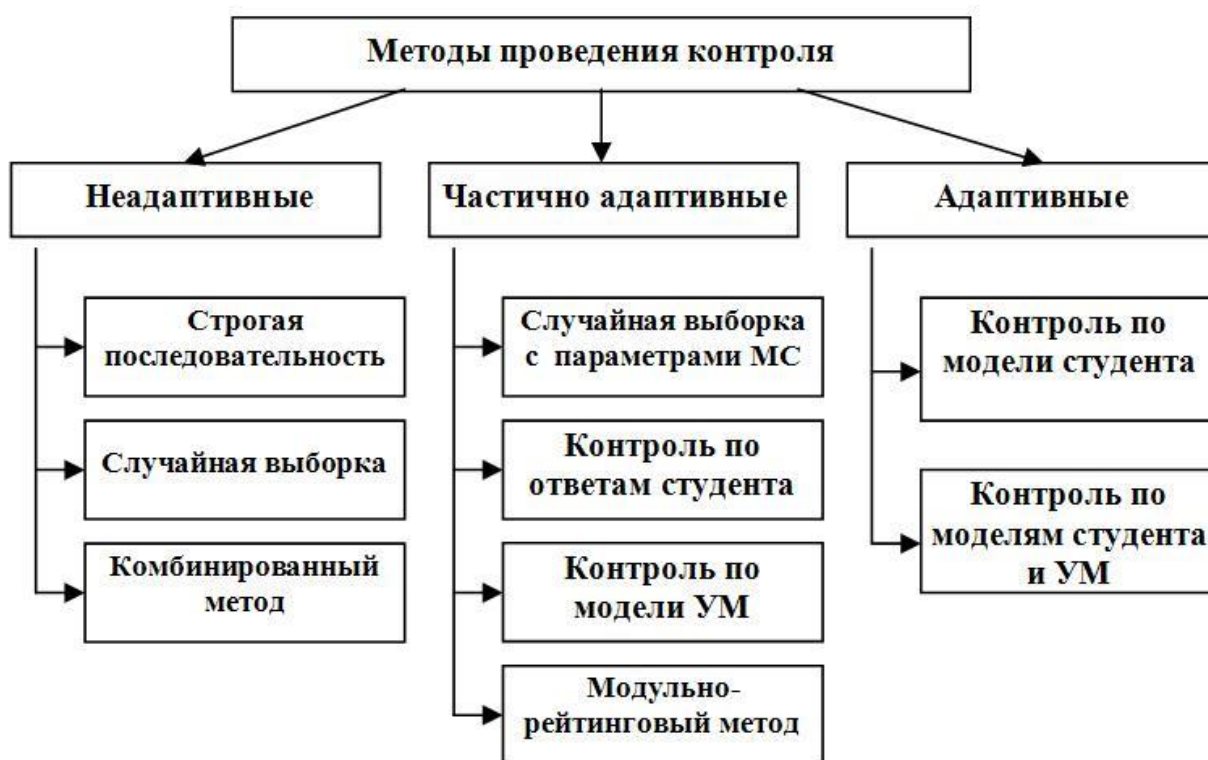 Методы проведения контроля
Неадаптивные
Частично адаптивные
Адаптивные
Строгая
последовательность
Случайная выборка
Комбинированный
метод
Случайная выборка
с параметрами МС
Контроль по
ответам студента
Контроль по
модели УМ
Модульно-
рейтинговый метод
Контроль по
модели студента
Контроль по
моделям студента
и УМ